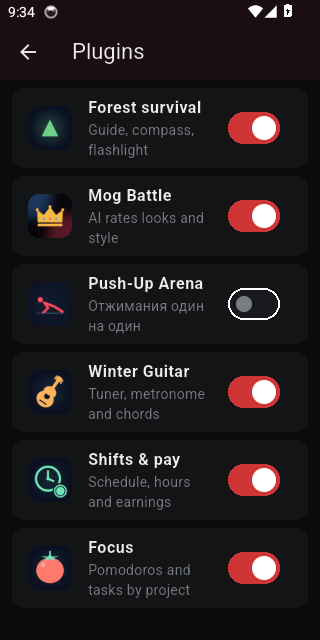 9:34
Plugins
Forest survival
Guide, compass,
flashlight
Mog Battle
AI rates looks and
style
Push-Up Arena
Отжимания один
на один
Winter Guitar
Tuner, metronome
and chords
Shifts & pay
Schedule, hours
and earnings
Focus
Pomodoros and
tasks by project